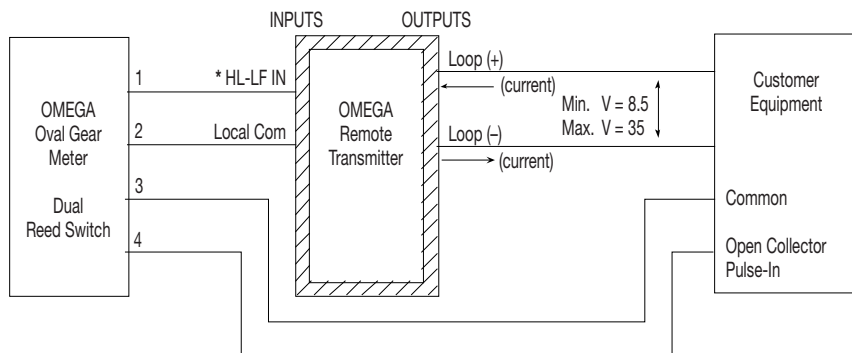 INPUTS OUTPUTS
1
* HL-LF IN
2
Local Com
3
4
OMEGA
Oval Gear
Meter
Dual
Reed Switch
OMEGA
Remote
Transmitter
Loop (+)
(current)
Min. V = 8.5
Max. V = 35
Loop (–)
(current)
Customer
Equipment
Common
Open Collector
Pulse-In